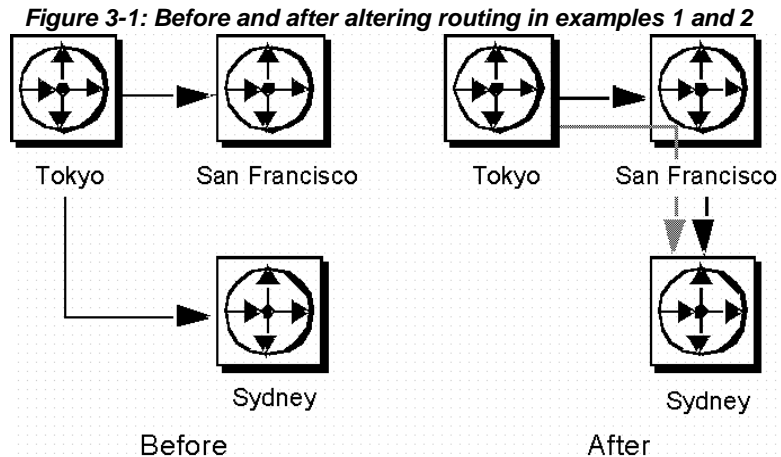 Figure 3-1: Before and after altering routing in examples 1 and 2
Tokyo
San Francisco
Tokyo
San Francisco
Sydney
Sydney
Before
After